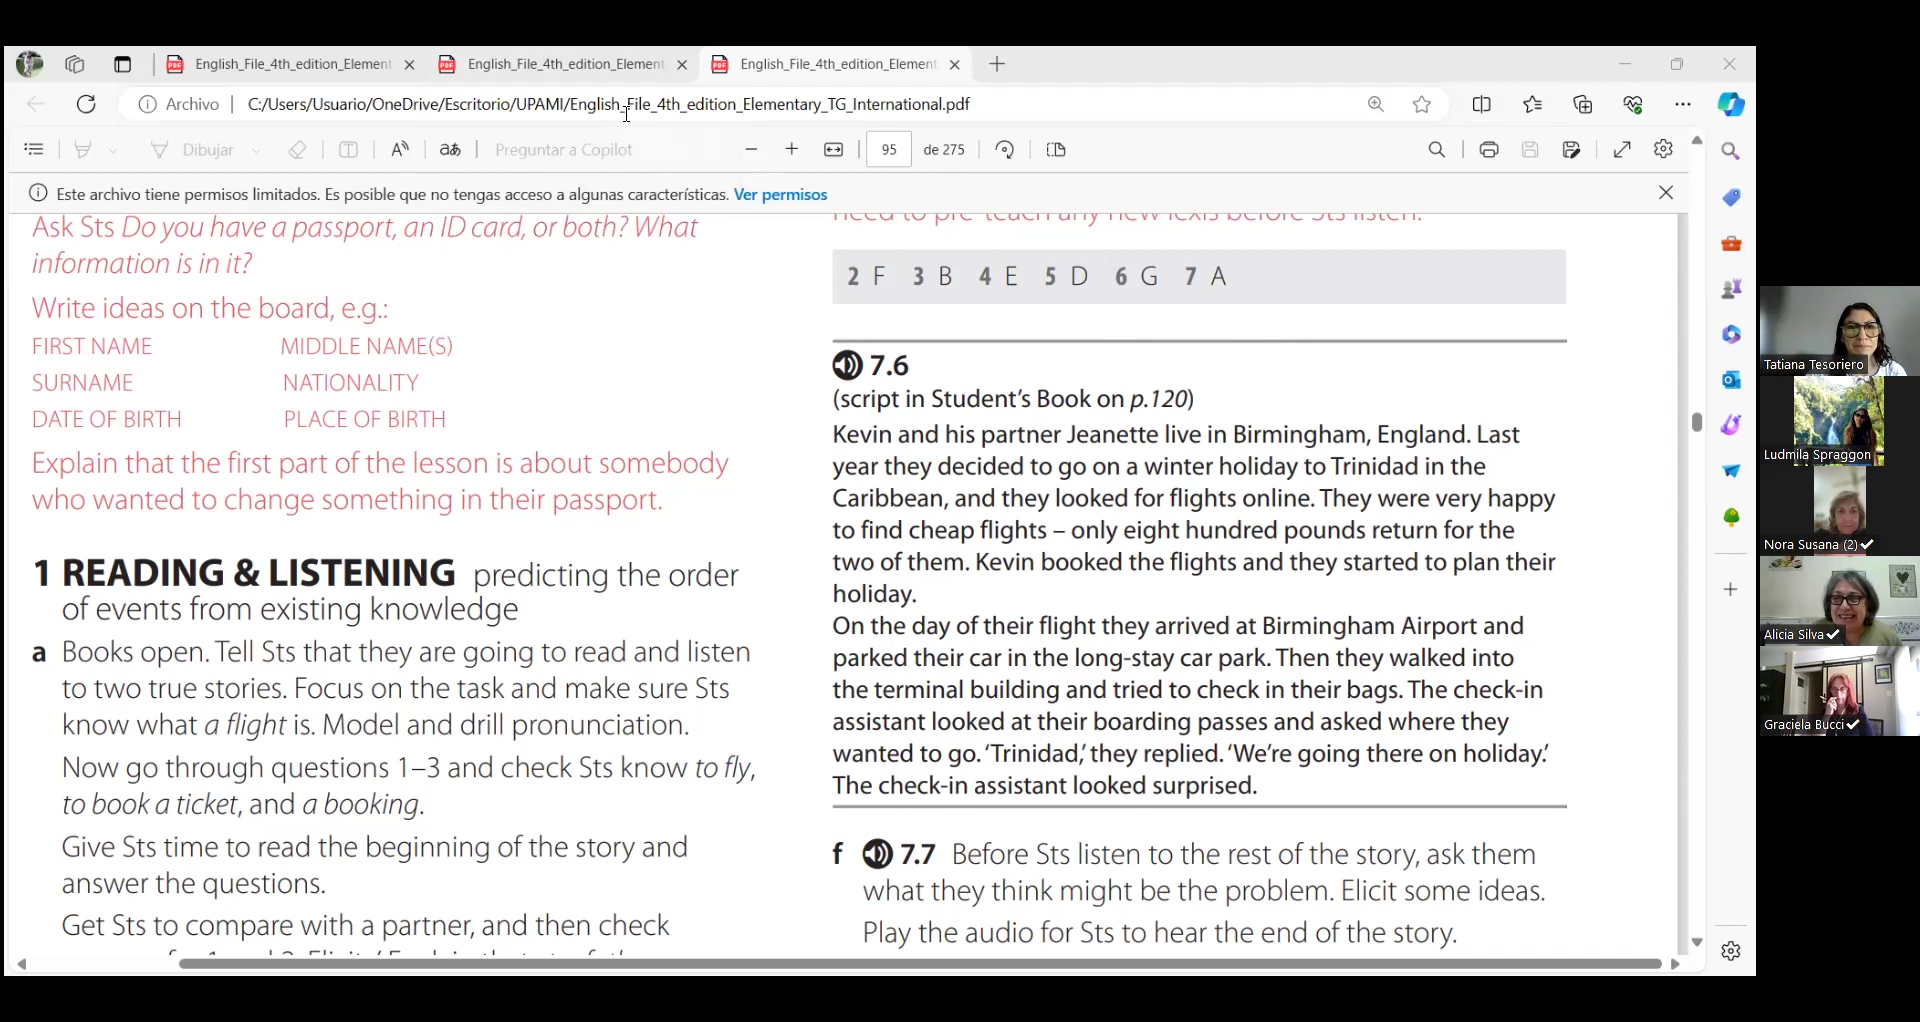 English_File_4th_edition_Element
English_File_4th_edition_Element
English_File_4th_edition_Element
Archivo
C:/Users/Usuario/OneDrive/Escritorio/UPAMI/English_File_4th_edition_Elementary_TG_International.pdf
Dibujar
Preguntar a Copilot
95
de 275
Este archivo tiene permisos limitados. Es posible que no tengas acceso a algunas características. Ver permisos
Ask Sts Do you have a passport, an ID card, or both? What
information is in it?
Write ideas on the board, e.g.:
FIRST NAME MIDDLE NAME(S)
SURNAME NATIONALITY
DATE OF BIRTH PLACE OF BIRTH
Explain that the first part of the lesson is about somebody
who wanted to change something in their passport.
1 READING & LISTENING predicting the order
of events from existing knowledge
a Books open. Tell Sts that they are going to read and listen
to two true stories. Focus on the task and make sure Sts
know what a flight is. Model and drill pronunciation.
Now go through questions 1–3 and check Sts know to fly,
to book a ticket, and a booking.
Give Sts time to read the beginning of the story and
answer the questions.
Get Sts to compare with a partner, and then check
need to pre-teach any new lexis before Sts listen.
2 F 3 B 4 E 5 D 6 G 7 A
7.6
(script in Student’s Book on p.120)
Kevin and his partner Jeanette live in Birmingham, England. Last
year they decided to go on a winter holiday to Trinidad in the
Caribbean, and they looked for flights online. They were very happy
to find cheap flights – only eight hundred pounds return for the
two of them. Kevin booked the flights and they started to plan their
holiday.
On the day of their flight they arrived at Birmingham Airport and
parked their car in the long-stay car park. Then they walked into
the terminal building and tried to check in their bags. The check-in
assistant looked at their boarding passes and asked where they
wanted to go. ‘Trinidad,’ they replied. ‘We’re going there on holiday.’
The check-in assistant looked surprised.
f 7.7 Before Sts listen to the rest of the story, ask them
what they think might be the problem. Elicit some ideas.
Play the audio for Sts to hear the end of the story.
Tatiana Tesoriero
Ludmila Spraggon
Nora Susana (2)
Alicia Silva
Graciela Bucci